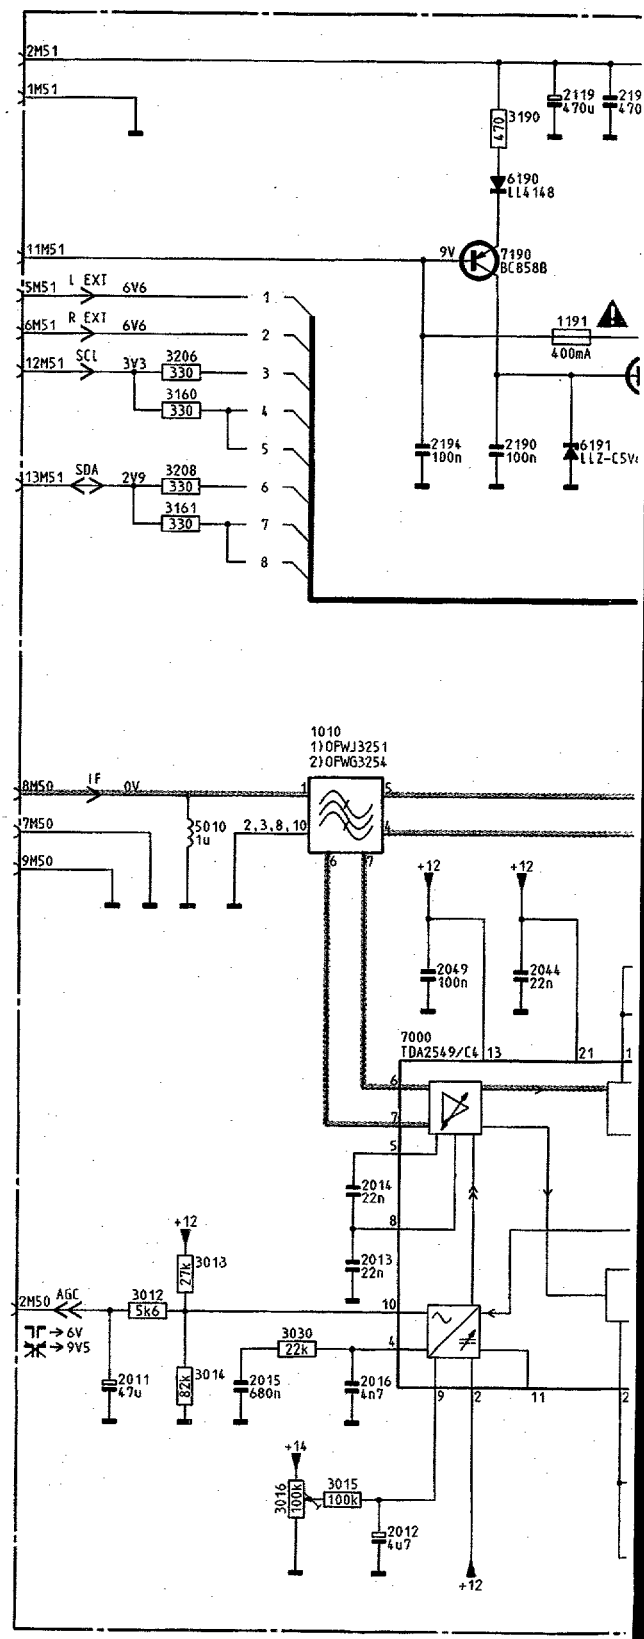 2M51
1M51
2119
470u
219
470
3190
470
6190
LL4148
11M51
9V
7190
BC858B
5M51
L EXT
6V6
1
6M51
R EXT
6V6
2
1191
400mA
12M51
SCL
3V3
3206
330
3
3160
330
4
5
2194
100n
2190
100n
6191
LLZ-C5V
13M51
SDA
2V9
3208
330
6
3161
330
7
8
1010
1)OFWJ3251
2)OFWG3254
8M50
IF
0V
1
5
7M50
5010
1u
2,3,8,10
4
9M50
6
7
+12
+12
2049
100n
2044
22n
7000
TDA2549/C4
13
21
1
6
7
5
2014
22n
8
2013
22n
+12
3013
27k
2M50
AGC
3012
5k6
10
→6V
→9V5
3030
22k
4
2011
47u
3014
82k
2015
680n
2016
4n7
9
2
11
2
+14
3016
100k
3015
100k
2012
4u7
+12